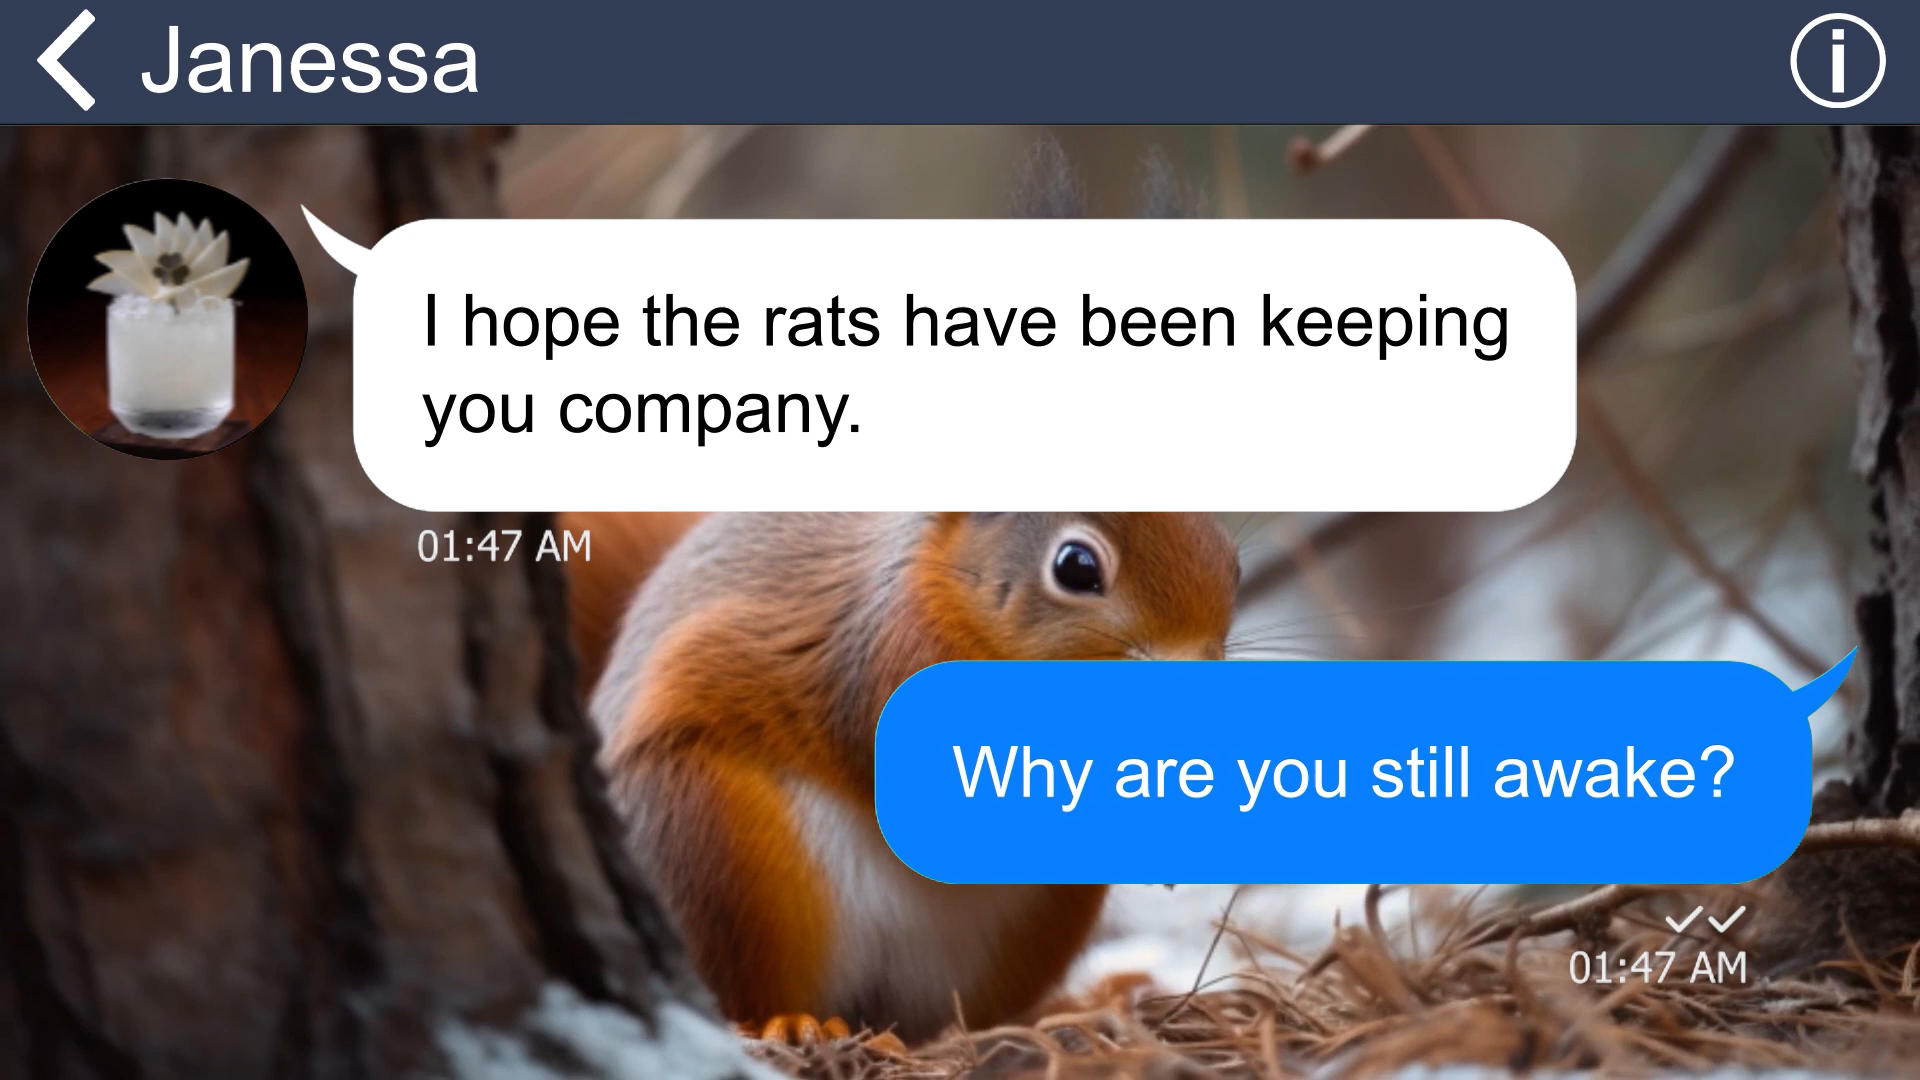 Janessa
I hope the rats have been keeping
you company.
01:47 AM
Why are you still awake?
01:47 AM